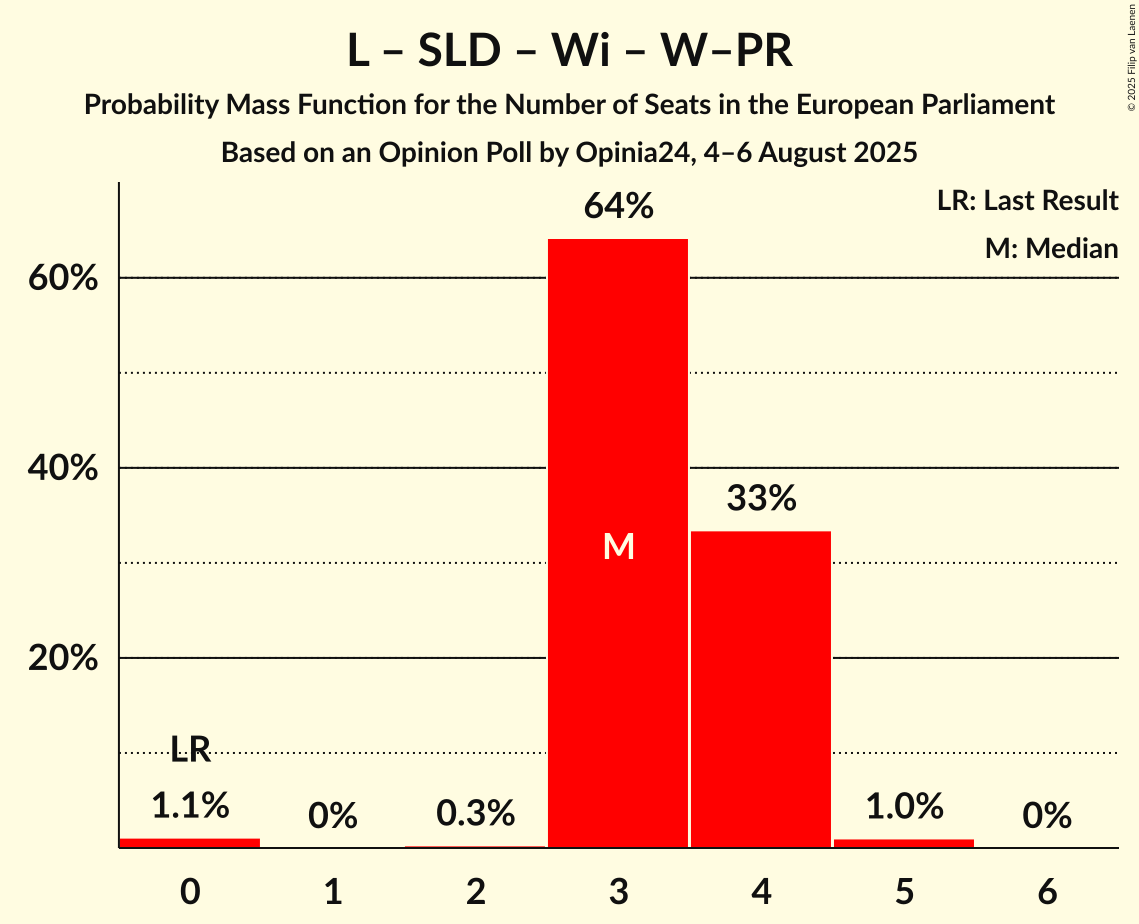 L – SLD – Wi – W–PR
Probability Mass Function for the Number of Seats in the European Parliament
Based on an Opinion Poll by Opinia24, 4–6 August 2025
© 2025 Filip van Laenen
LR: Last Result
M: Median
60%
40%
20%
64%
33%
M
LR
1.1%
0%
0.3%
1.0%
0%
0 1 2 3 4 5 6